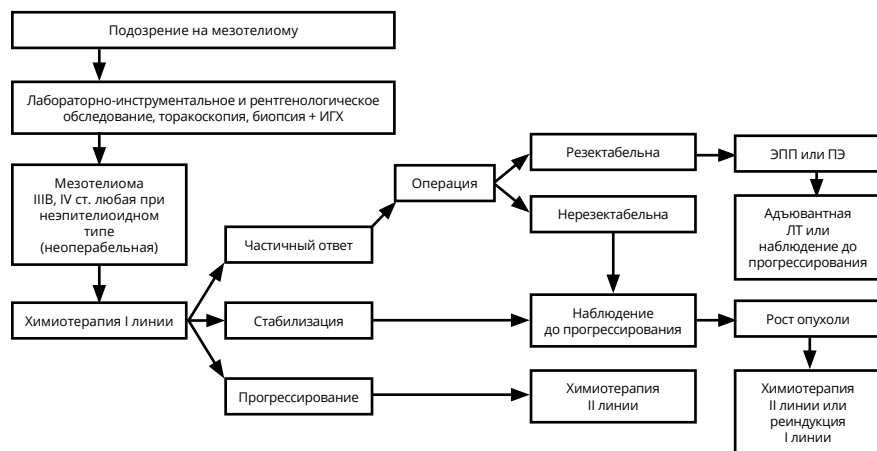 Подозрение на мезотелиому
Лабораторно-инструментальное и рентгенологическое
обследование, торакоскопия, биопсия + ИГХ
Мезотелиома
IIIB, IV ст. любая при
неэпителиоидном
типе
(неоперабельная)
Химиотерапия I линии
Частичный ответ
Стабилизация
Прогрессирование
Операция
Резектабельна
Нерезектабельна
Наблюдение
до прогрессирования
Химиотерапия
II линии
ЭПП или ПЭ
Адъювантная
ЛТ или
наблюдение до
прогрессирования
Рост опухоли
Химиотерапия
II линии или
реиндукция
I линии